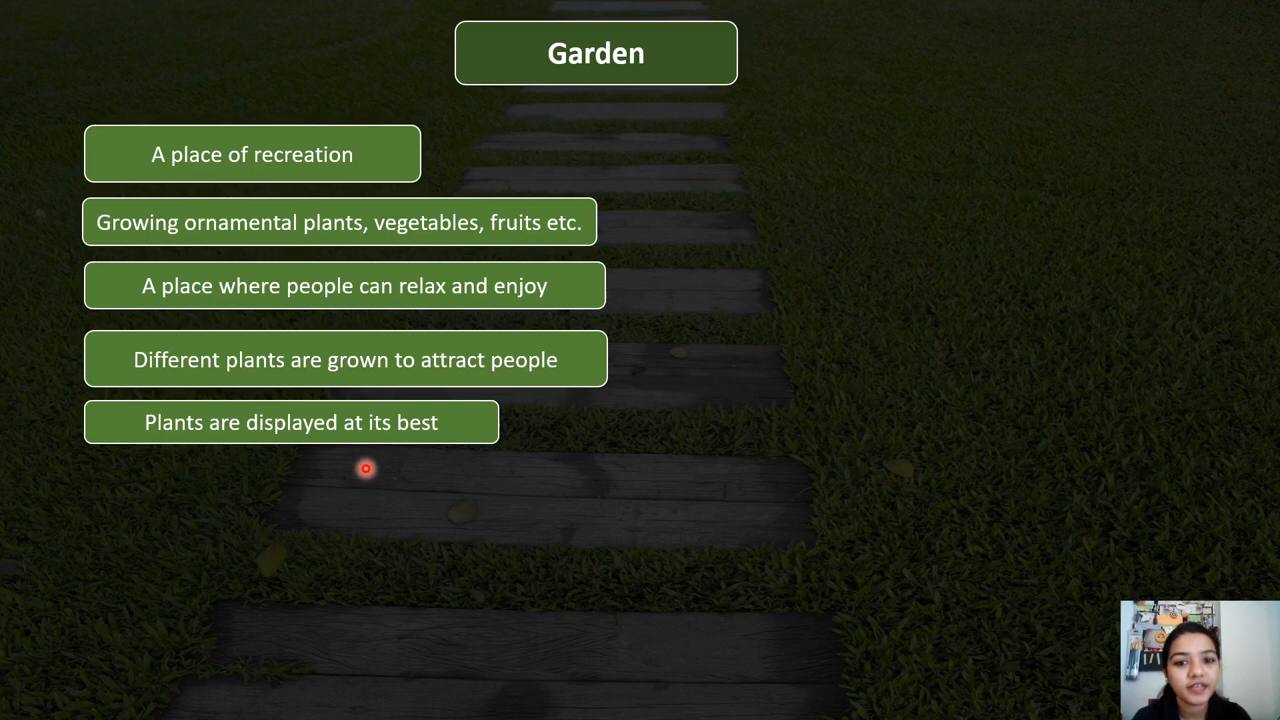 Garden
A place of recreation
Growing ornamental plants, vegetables, fruits etc.
A place where people can relax and enjoy
Different plants are grown to attract people
Plants are displayed at its best